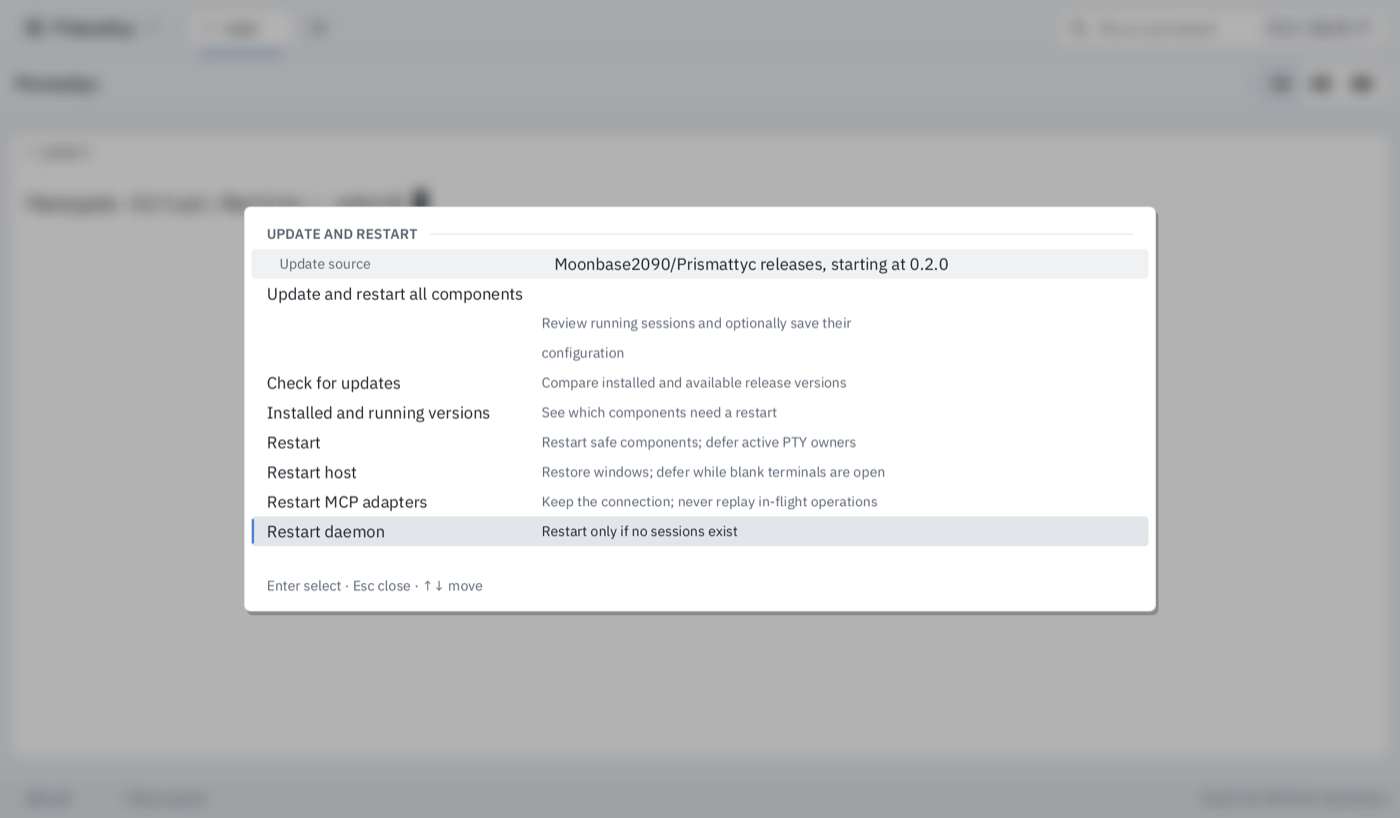 UPDATE AND RESTART
Update source Moonbase2090/Prismattyc releases, starting at 0.2.0
Update and restart all components
Review running sessions and optionally save their
configuration
Check for updates Compare installed and available release versions
Installed and running versions See which components need a restart
Restart Restart safe components; defer active PTY owners
Restart host Restore windows; defer while blank terminals are open
Restart MCP adapters Keep the connection; never replay in-flight operations
Restart daemon Restart only if no sessions exist
Enter select · Esc close · ↑ ↓ move